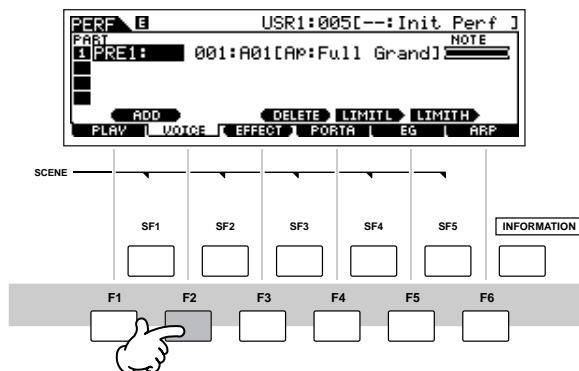 PERF E USR1:005[--:Init Perf ]
PART NOTE
1 PRE1: 001:A01[AP:Full Grand]
ADD DELETE LIMITL LIMITH
PLAY VOICE EFFECT PORTA EG ARP
SCENE
SF1 SF2 SF3 SF4 SF5 INFORMATION
F1 F2 F3 F4 F5 F6